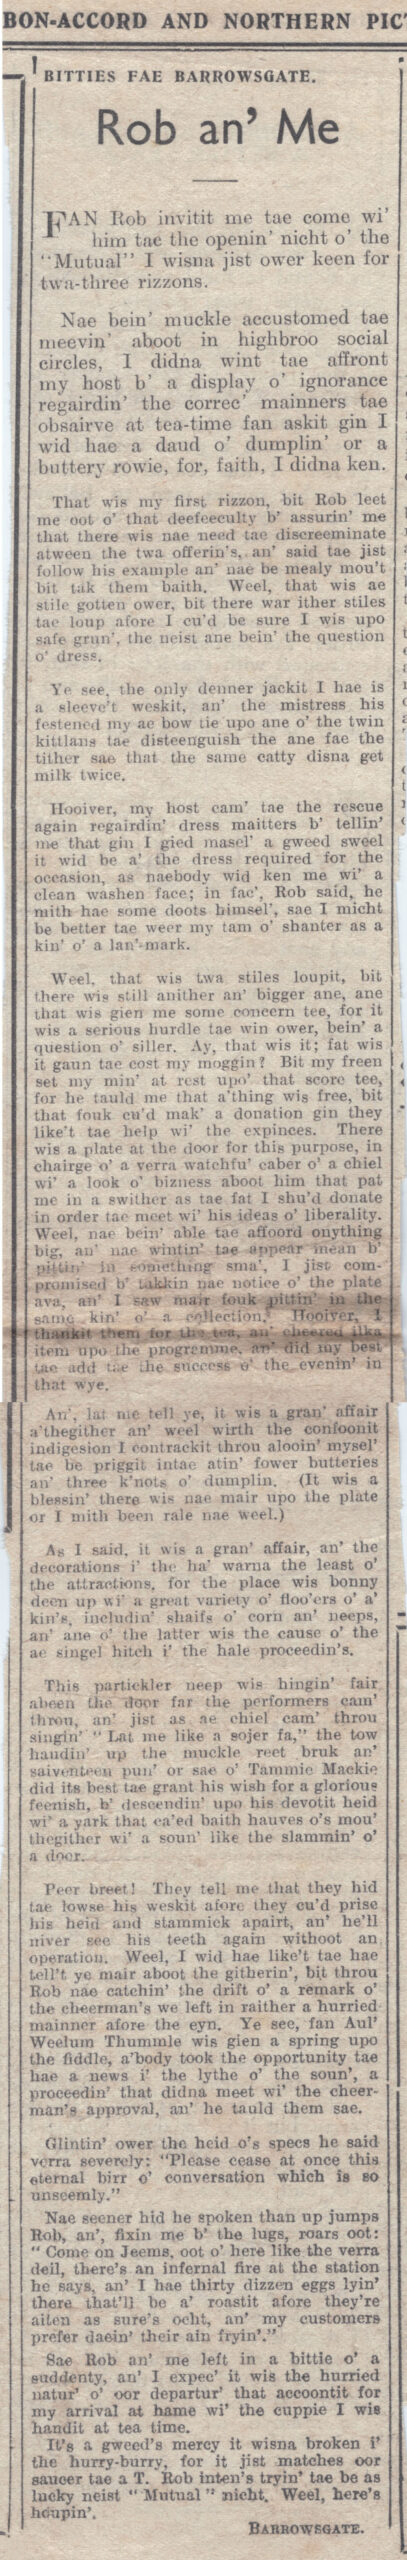 BON-ACCORD AND NORTHERN PIC
BITTIES FAE BARROWSGATE.
Rob an' Me
FAN Rob invitit me tae come wi'
him tae the openin' nicht o' the
"Mutual" I wisna jist ower keen for
twa-three rizzons.
Nae bein' muckle accustomed tae
meevin' aboot in highbroo social
circles, I didna wint tae affront
my host b' a display o' ignorance
regairdin' the correc' mainners tae
obsairve at tea-time fan askit gin I
wid hae a daud o' dumplin' or a
buttery rowie, for, faith, I didna ken.
That wis my first rizzon, bit Rob leet
me oot o' that deefeeculty b' assurin' me
that there wis nae need tae discreeminate
atween the twa offerin's, an' said tae jist
follow his example an' nae be mealy mou't
bit tak them baith. Weel, that wis ae
stile gotten ower, bit there war ither stiles
tae loup afore I cu'd be sure I wis upo
safe grun', the neist ane bein' the question
o' dress.
Ye see, the only denner jackit I hae is
a sleeve't weskit, an' the mistress his
festened my ae bow tie upo ane o' the twin
kittlans tae disteenguish the ane fae the
tither sae that the same catty disna get
milk twice.
Hooiver, my host cam' tae the rescue
again regairdin' dress maitters b' tellin'
me that gin I gied masel' a gweed sweel
it wid be a' the dress required for the
occasion, as naebody wid ken me wi' a
clean washen face; in fac', Rob said, he
mith hae some doots himsel', sae I micht
be better tae weer my tam o' shanter as a
kin' o' a lan'-mark.
Weel, that wis twa stiles loupit, bit
there wis still anither an' bigger ane, ane
that wis gien me some concern tee, for it
wis a serious hurdle tae win ower, bein' a
question o' siller. Ay, that wis it; fat wis
it gaun tae cost my moggin? Bit my freen
set my min' at rest upo' that score tee,
for he tauld me that a'thing wis free, bit
that fouk cu'd mak' a donation gin they
like't tae help wi' the expinces. There
wis a plate at the door for this purpose, in
chairge o' a verra watchfu' caber o' a chiel
wi' a look o' bizness aboot him that pat
me in a swither as tae fat I shu'd donate
in order tae meet wi' his ideas o' liberality.
Weel, nae bein' able tae affoord onything
big, an' nae wintin' tae appear mean b'
pittin' in something sma', I jist com-
promised b' takkin nae notice o' the plate
ava, an' I saw mair fouk pittin' in the
same kin' o' a collection. Hooiver, I
thankit them for the tea, an' cheered ilka
item upo the programme, an' did my best
tae add tae the success o' the evenin' in
that wye.
An', lat me tell ye, it wis a gran' affair
a'thegither an' weel wirth the confoonit
indigesion I contrackit throu alooin' mysel'
tae be priggit intae atin' fower butteries
an' three k'nots o' dumplin. (It wis a
blessin' there wis nae mair upo the plate
or I mith been rale nae weel.)
As I said, it wis a gran' affair, an' the
decorations i' the ha' warna the least o'
the attractions, for the place wis bonny
deen up wi' a great variety o' floo'ers o' a'
kin's, includin' shaifs o' corn an' neeps,
an' ane o' the latter wis the cause o' the
ae singel hitch i' the hale proceedin's.
This partickler neep wis hingin' fair
abeen the door far the performers cam'
throu, an' jist as ae chiel cam' throu
singin' "Lat me like a sojer fa," the tow
haudin' up the muckle reet bruk an'
saiventeen pun' or sae o' Tammie Mackie
did its best tae grant his wish for a glorious
feenish, b' descendin' upo his devotit heid
wi' a yark that ca'ed baith hauves o's mou'
thegither wi' a soun' like the slammin' o'
a door.
Peer breet! They tell me that they hid
tae lowse his weskit afore they cu'd prise
his heid and stammick apairt, an' he'll
niver see his teeth again withoot an
operation. Weel, I wid hae like't tae hae
tell't ye mair aboot the githerin', bit throu
Rob nae catchin' the drift o' a remark o'
the cheerman's we left in raither a hurried
mainner afore the eyn. Ye see, fan Aul'
Weelum Thummle wis gien a spring upo
the fiddle, a'body took the opportunity tae
hae a news i' the lythe o' the soun', a
proceedin' that didna meet wi' the cheer-
man's approval, an' he tauld them sae.
Glintin' ower the heid o's specs he said
verra severely: "Please cease at once this
eternal birr o' conversation which is so
unseemly."
Nae seener hid he spoken than up jumps
Rob, an', fixin me b' the lugs, roars oot:
"Come on Jeems, oot o' here like the verra
deil, there's an infernal fire at the station
he says, an' I hae thirty dizzen eggs lyin'
there that'll be a' roastit afore they're
aiten as sure's ocht, an' my customers
prefer daein' their ain fryin'."
Sae Rob an' me left in a bittie o' a
suddenty, an' I expec' it wis the hurried
natur' o' oor departur' that accoontit for
my arrival at hame wi' the cuppie I wis
handit at tea time.
It's a gweed's mercy it wisna broken i'
the hurry-burry, for it jist matches oor
saucer tae a T. Rob inten's tryin' tae be as
lucky neist "Mutual" nicht. Weel, here's
houpin'.
BARROWSGATE.